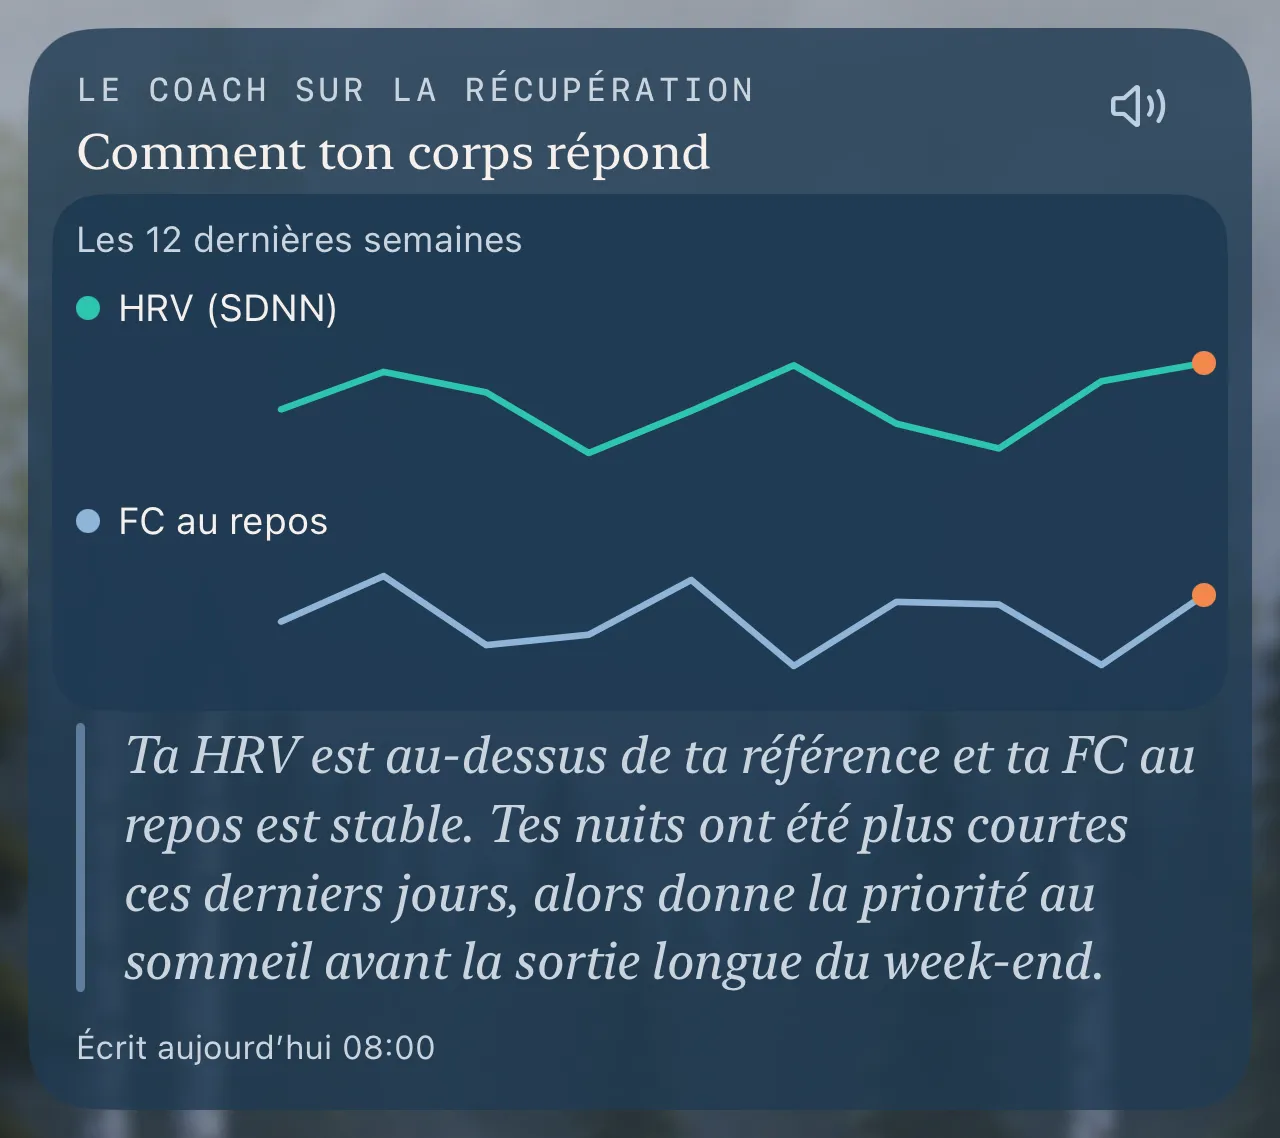 LE COACH SUR LA RÉCUPÉRATION
Comment ton corps répond
Les 12 dernières semaines
HRV (SDNN)
FC au repos
Ta HRV est au-dessus de ta référence et ta FC au
repos est stable. Tes nuits ont été plus courtes
ces derniers jours, alors donne la priorité au
sommeil avant la sortie longue du week-end.
Écrit aujourd’hui 08:00